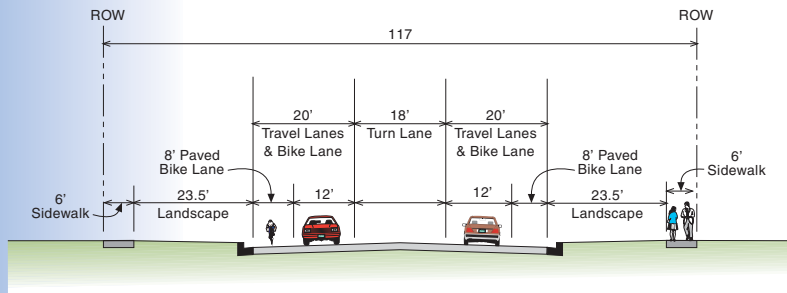 ROW
ROW
117
20’
18’
20’
Travel Lanes
& Bike Lane
Turn Lane
Travel Lanes
& Bike Lane
8’ Paved
Bike Lane
8’ Paved
Bike Lane
6’
Sidewalk
6’
Sidewalk
23.5’
Landscape
12’
12’
23.5’
Landscape